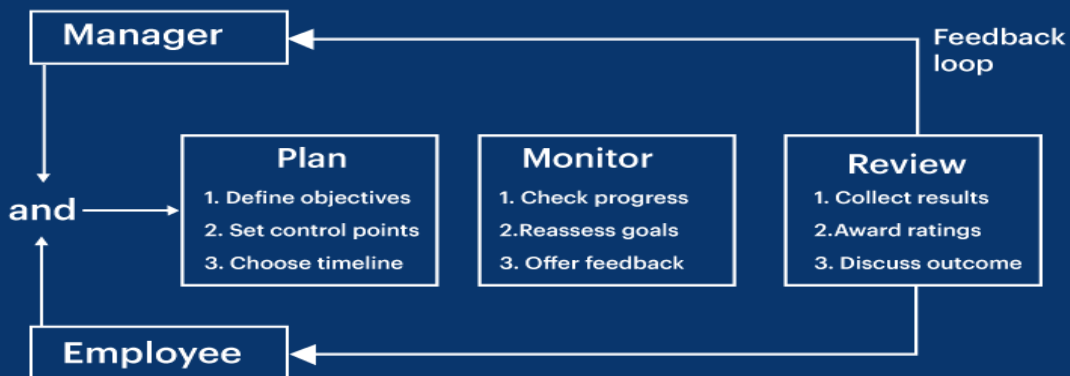 Manager
Feedback
loop
and
Plan
1. Define objectives
2. Set control points
3. Choose timeline
Monitor
1. Check progress
2.Reassess goals
3. Offer feedback
Review
1. Collect results
2.Award ratings
3. Discuss outcome
Employee